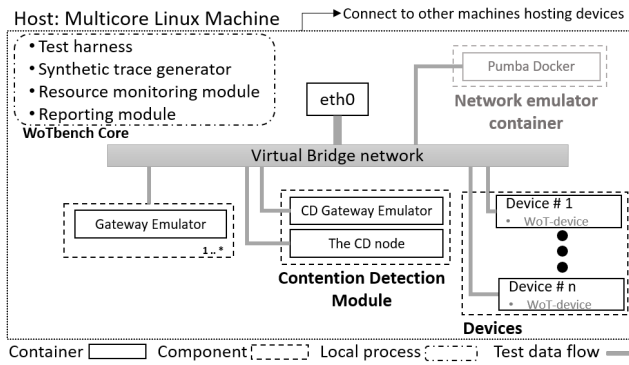 Host: Multicore Linux Machine
Connect to other machines hosting devices
• Test harness
• Synthetic trace generator
• Resource monitoring module
• Reporting module
WoTbench Core
eth0
Pumba Docker
Network emulator
container
Virtual Bridge network
Gateway Emulator
1 .. *
CD Gateway Emulator
The CD node
Contention Detection
Module
Device # 1
• WoT-device
Device # n
• WoT-device
Devices
Container
Component
Local process
Test data flow